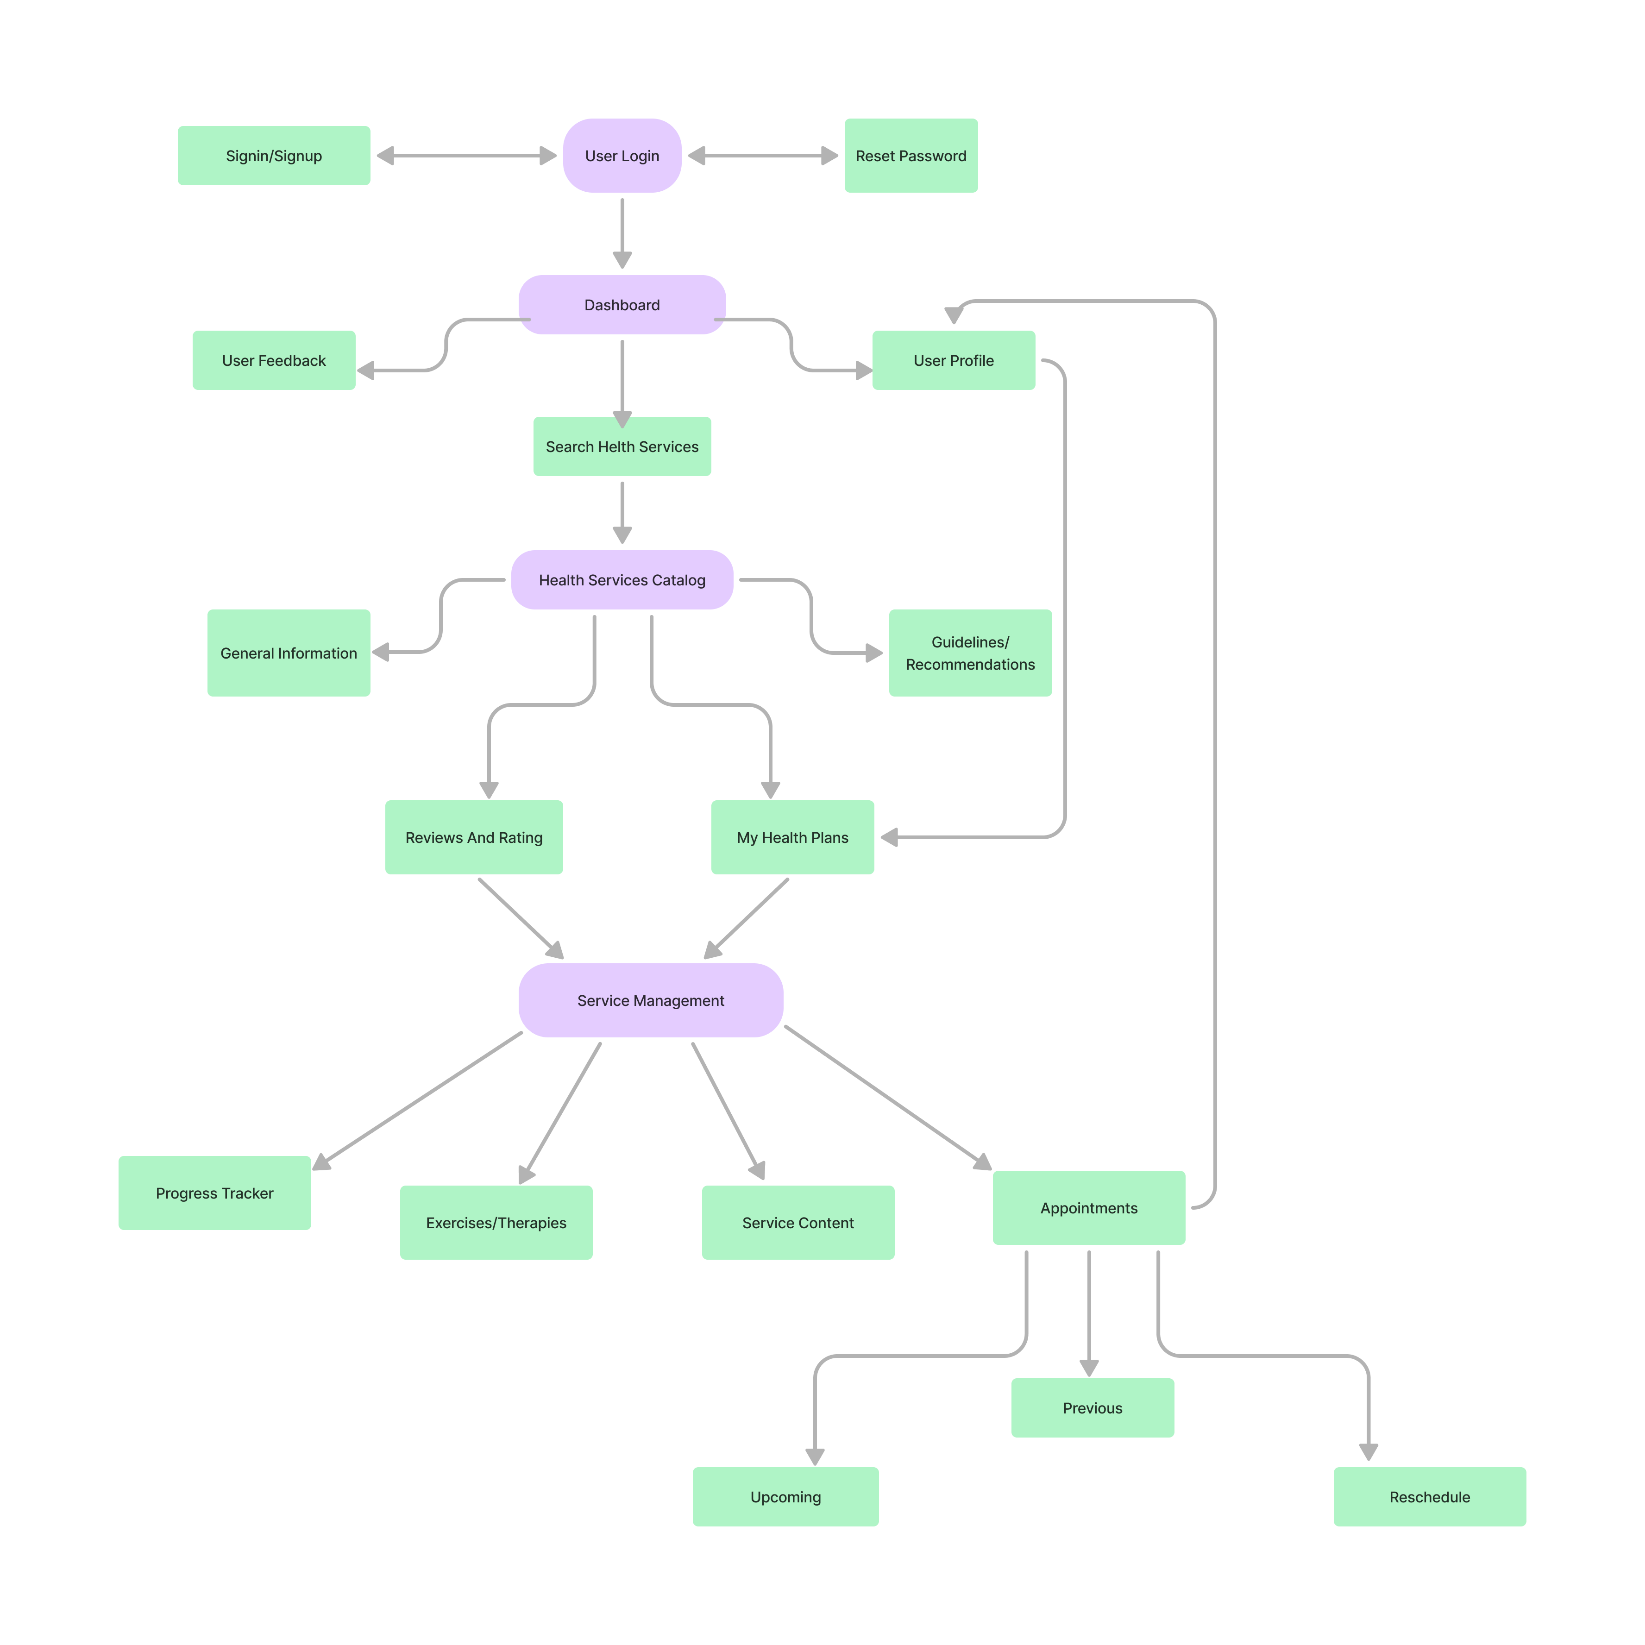 Signin/Signup
User Login
Reset Password
Dashboard
User Feedback
User Profile
Search Helth Services
Health Services Catalog
General Information
Guidelines/
Recommendations
Reviews And Rating
My Health Plans
Service Management
Progress Tracker
Exercises/Therapies
Service Content
Appointments
Previous
Upcoming
Reschedule